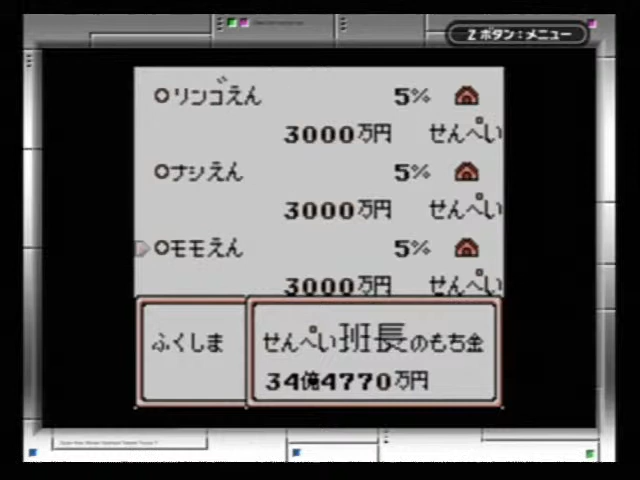 Zボタン:メニュー
○リンゴえん 5%
3000万円 せんぺい
○ナシえん 5%
3000万円 せんぺい
○モモえん 5%
3000万円 せんぺい
ふくしま
せんぺい班長のもち金
34億4770万円